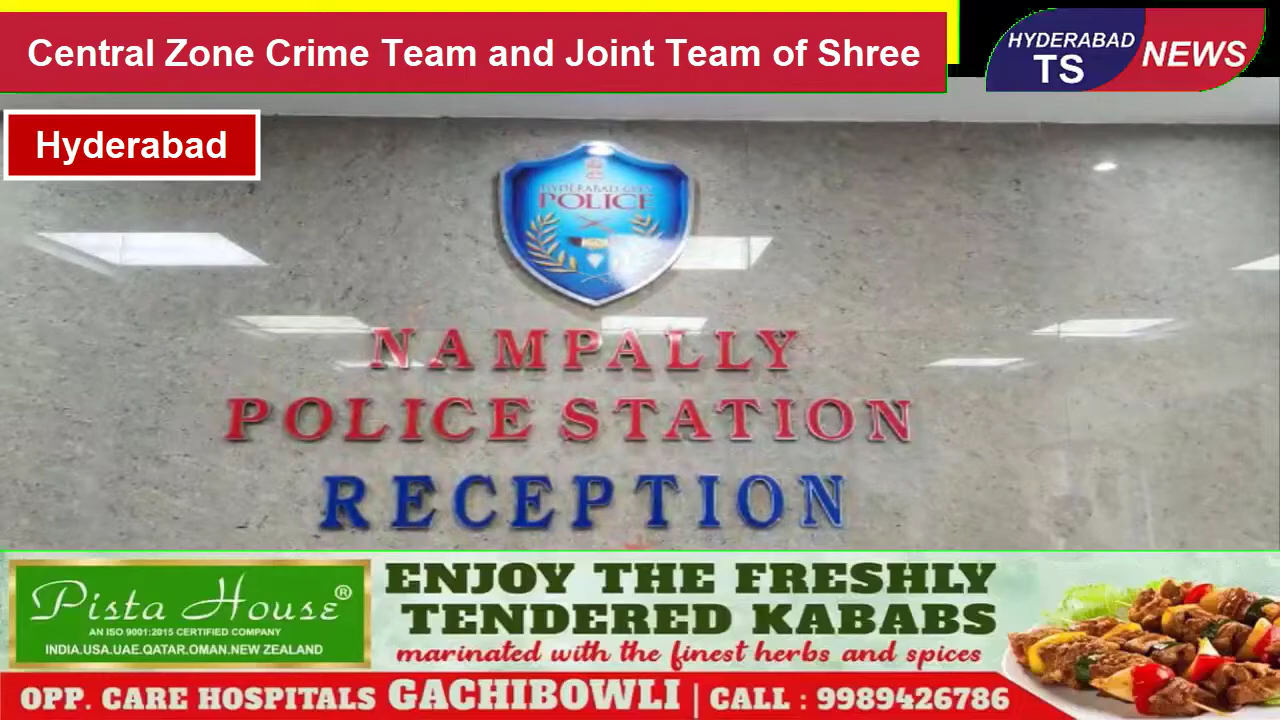 Central Zone Crime Team and Joint Team of Shree
HYDERABAD
TS NEWS
Hyderabad
HYDERABAD CITY
POLICE
NAMPALLY
POLICE STATION
RECEPTION
Pista House®
AN ISO 9001:2015 CERTIFIED COMPANY
INDIA.USA.UAE.QATAR.OMAN.NEW ZEALAND
ENJOY THE FRESHLY
TENDERED KABABS
marinated with the finest herbs and spices
OPP. CARE HOSPITALS GACHIBOWLI | CALL : 9989426786